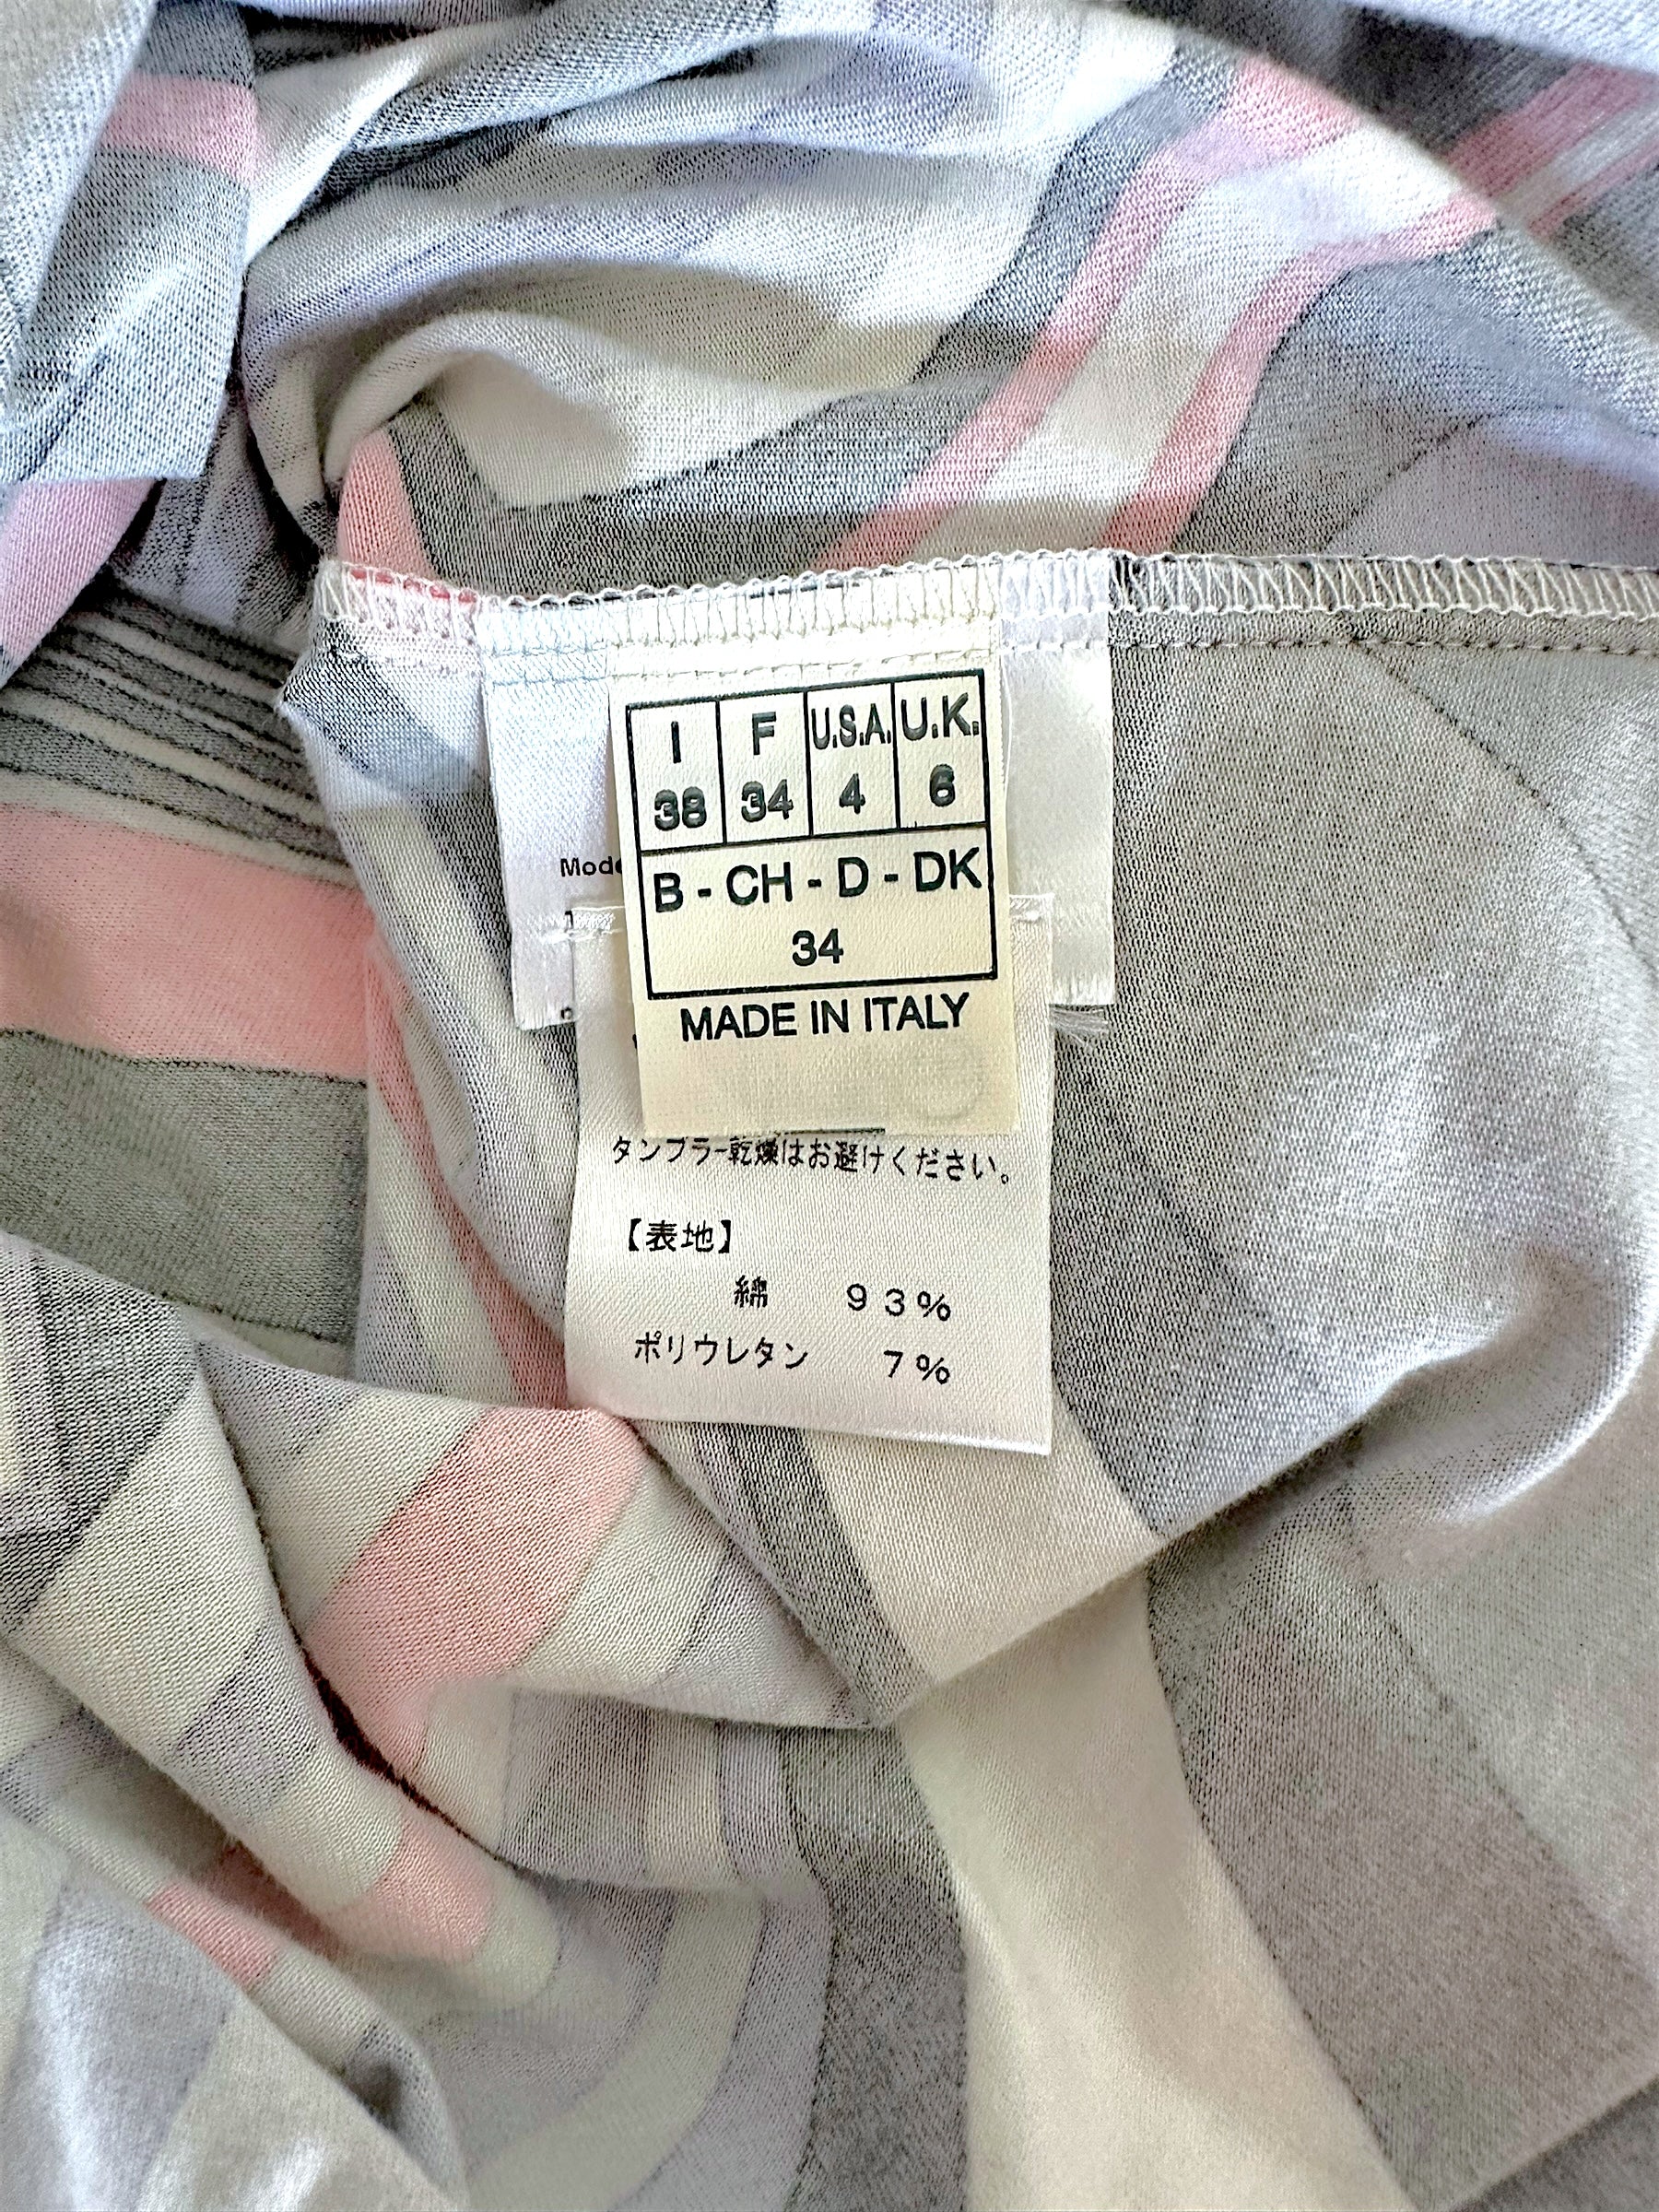 I F U.S.A. U.K.
38 34 4 6
B - CH - D - DK
34
MADE IN ITALY
タンブラー乾燥はお避けください。
【表地】
綿 93%
ポリウレタン 7%